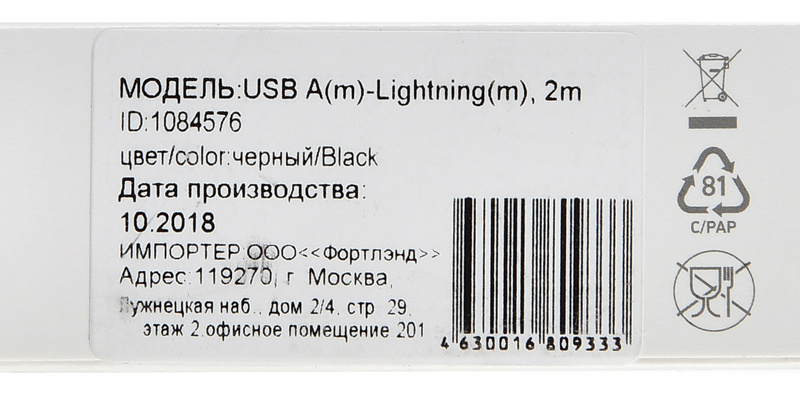 МОДЕЛЬ:USB A(m)-Lightning(m), 2m
ID:1084576
цвет/color:черный/Black
Дата производства:
10.2018
ИМПОРТЕР:ООО<<Фортлэнд>>
Адрес:119270, г Москва,
Лужнецкая наб., дом 2/4, стр 29,
этаж 2.офисное помещение 201
4 630016 809333
81
C/PAP